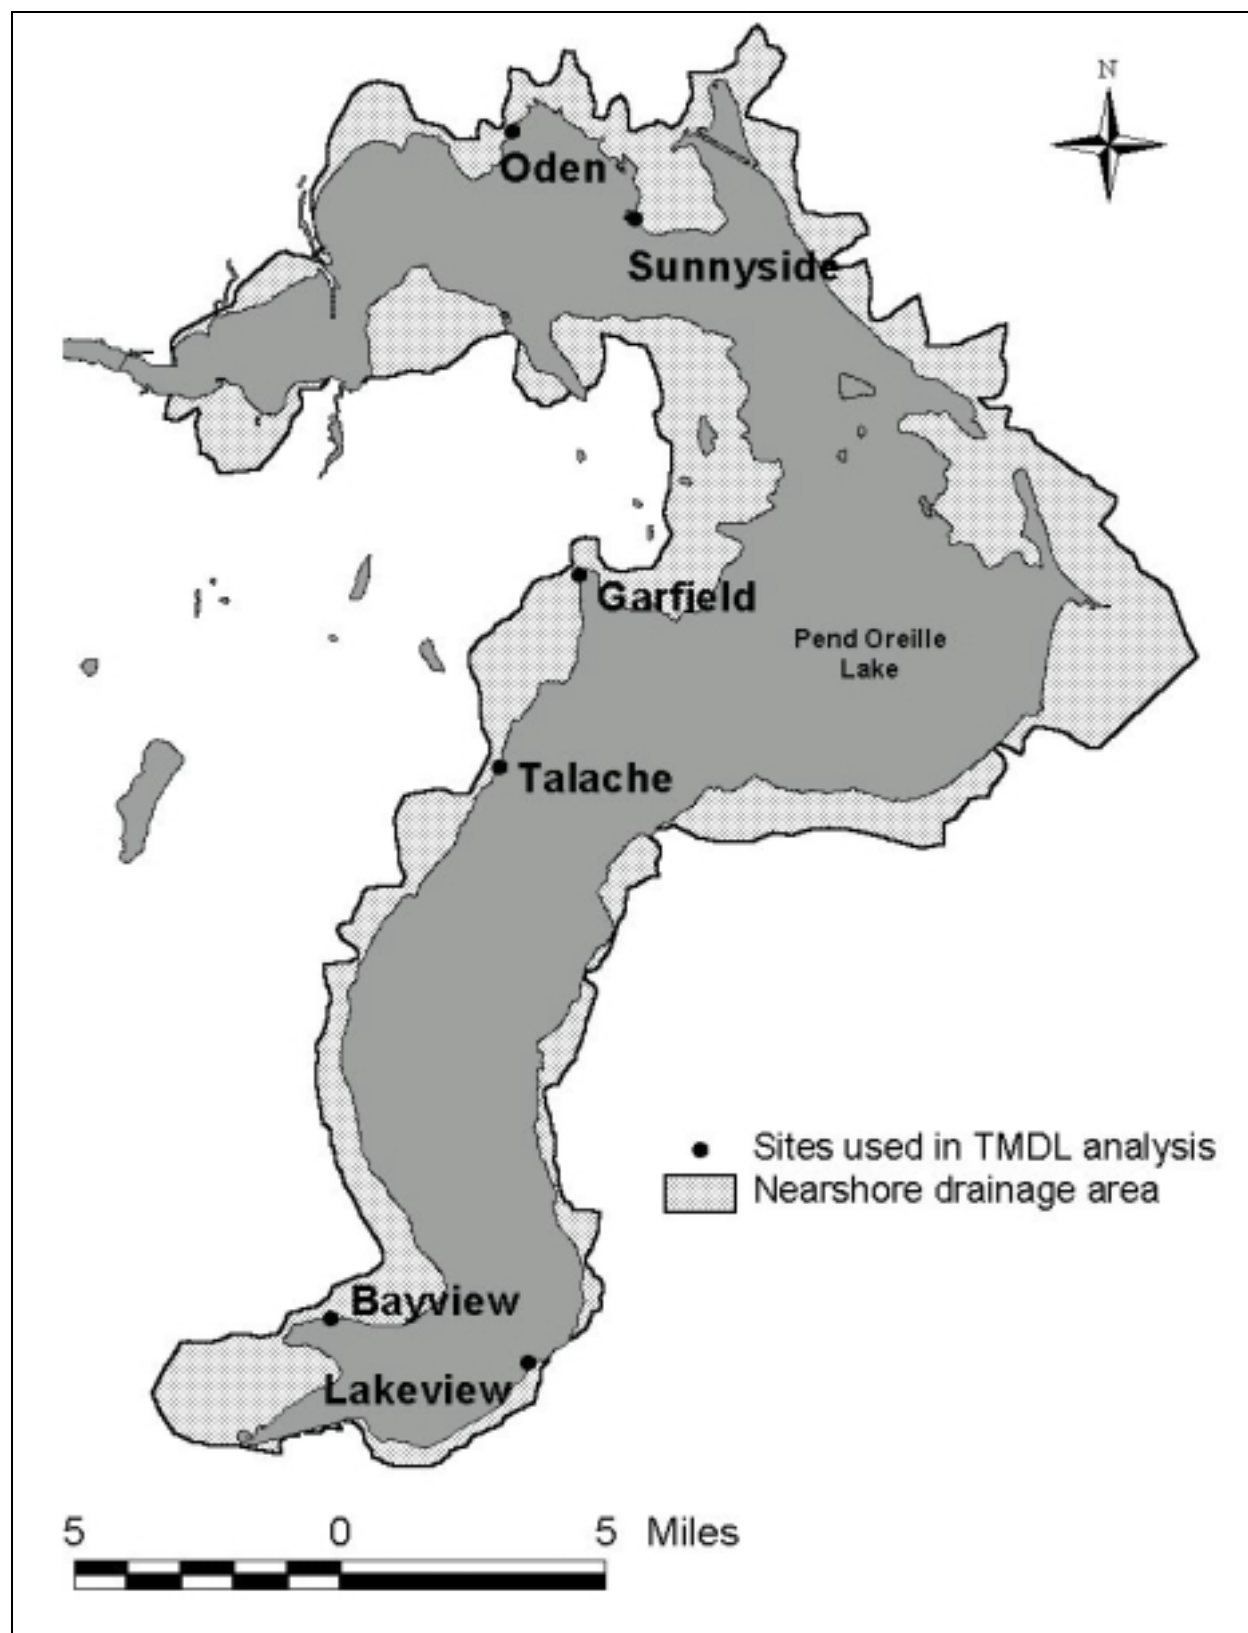 N
Oden
Sunnyside
Garfield
Pend Oreille
Lake
Talache
Sites used in TMDL analysis
Nearshore drainage area
Bayview
Lakeview
5 0 5 Miles